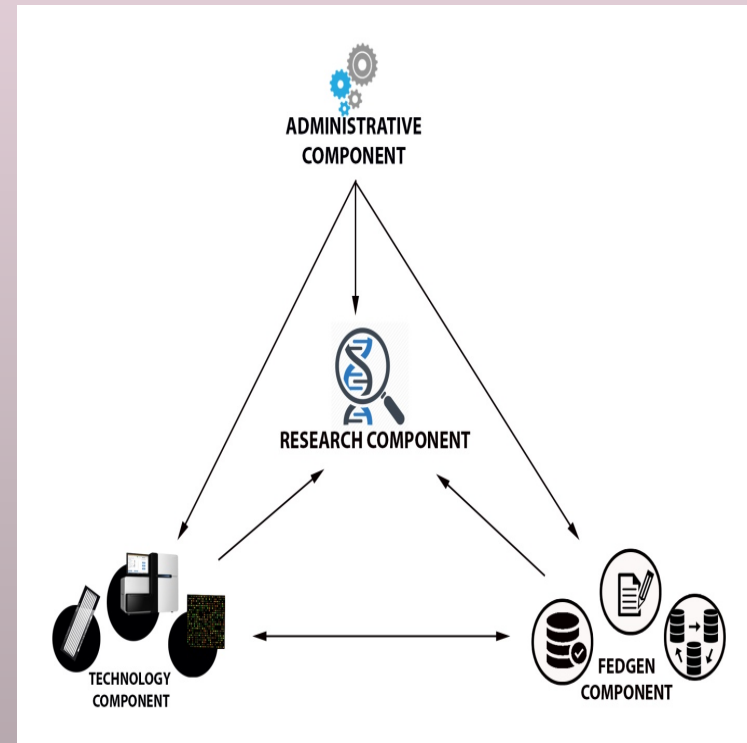 ADMINISTRATIVE
COMPONENT
RESEARCH COMPONENT
TECHNOLOGY
COMPONENT
FEDGEN
COMPONENT